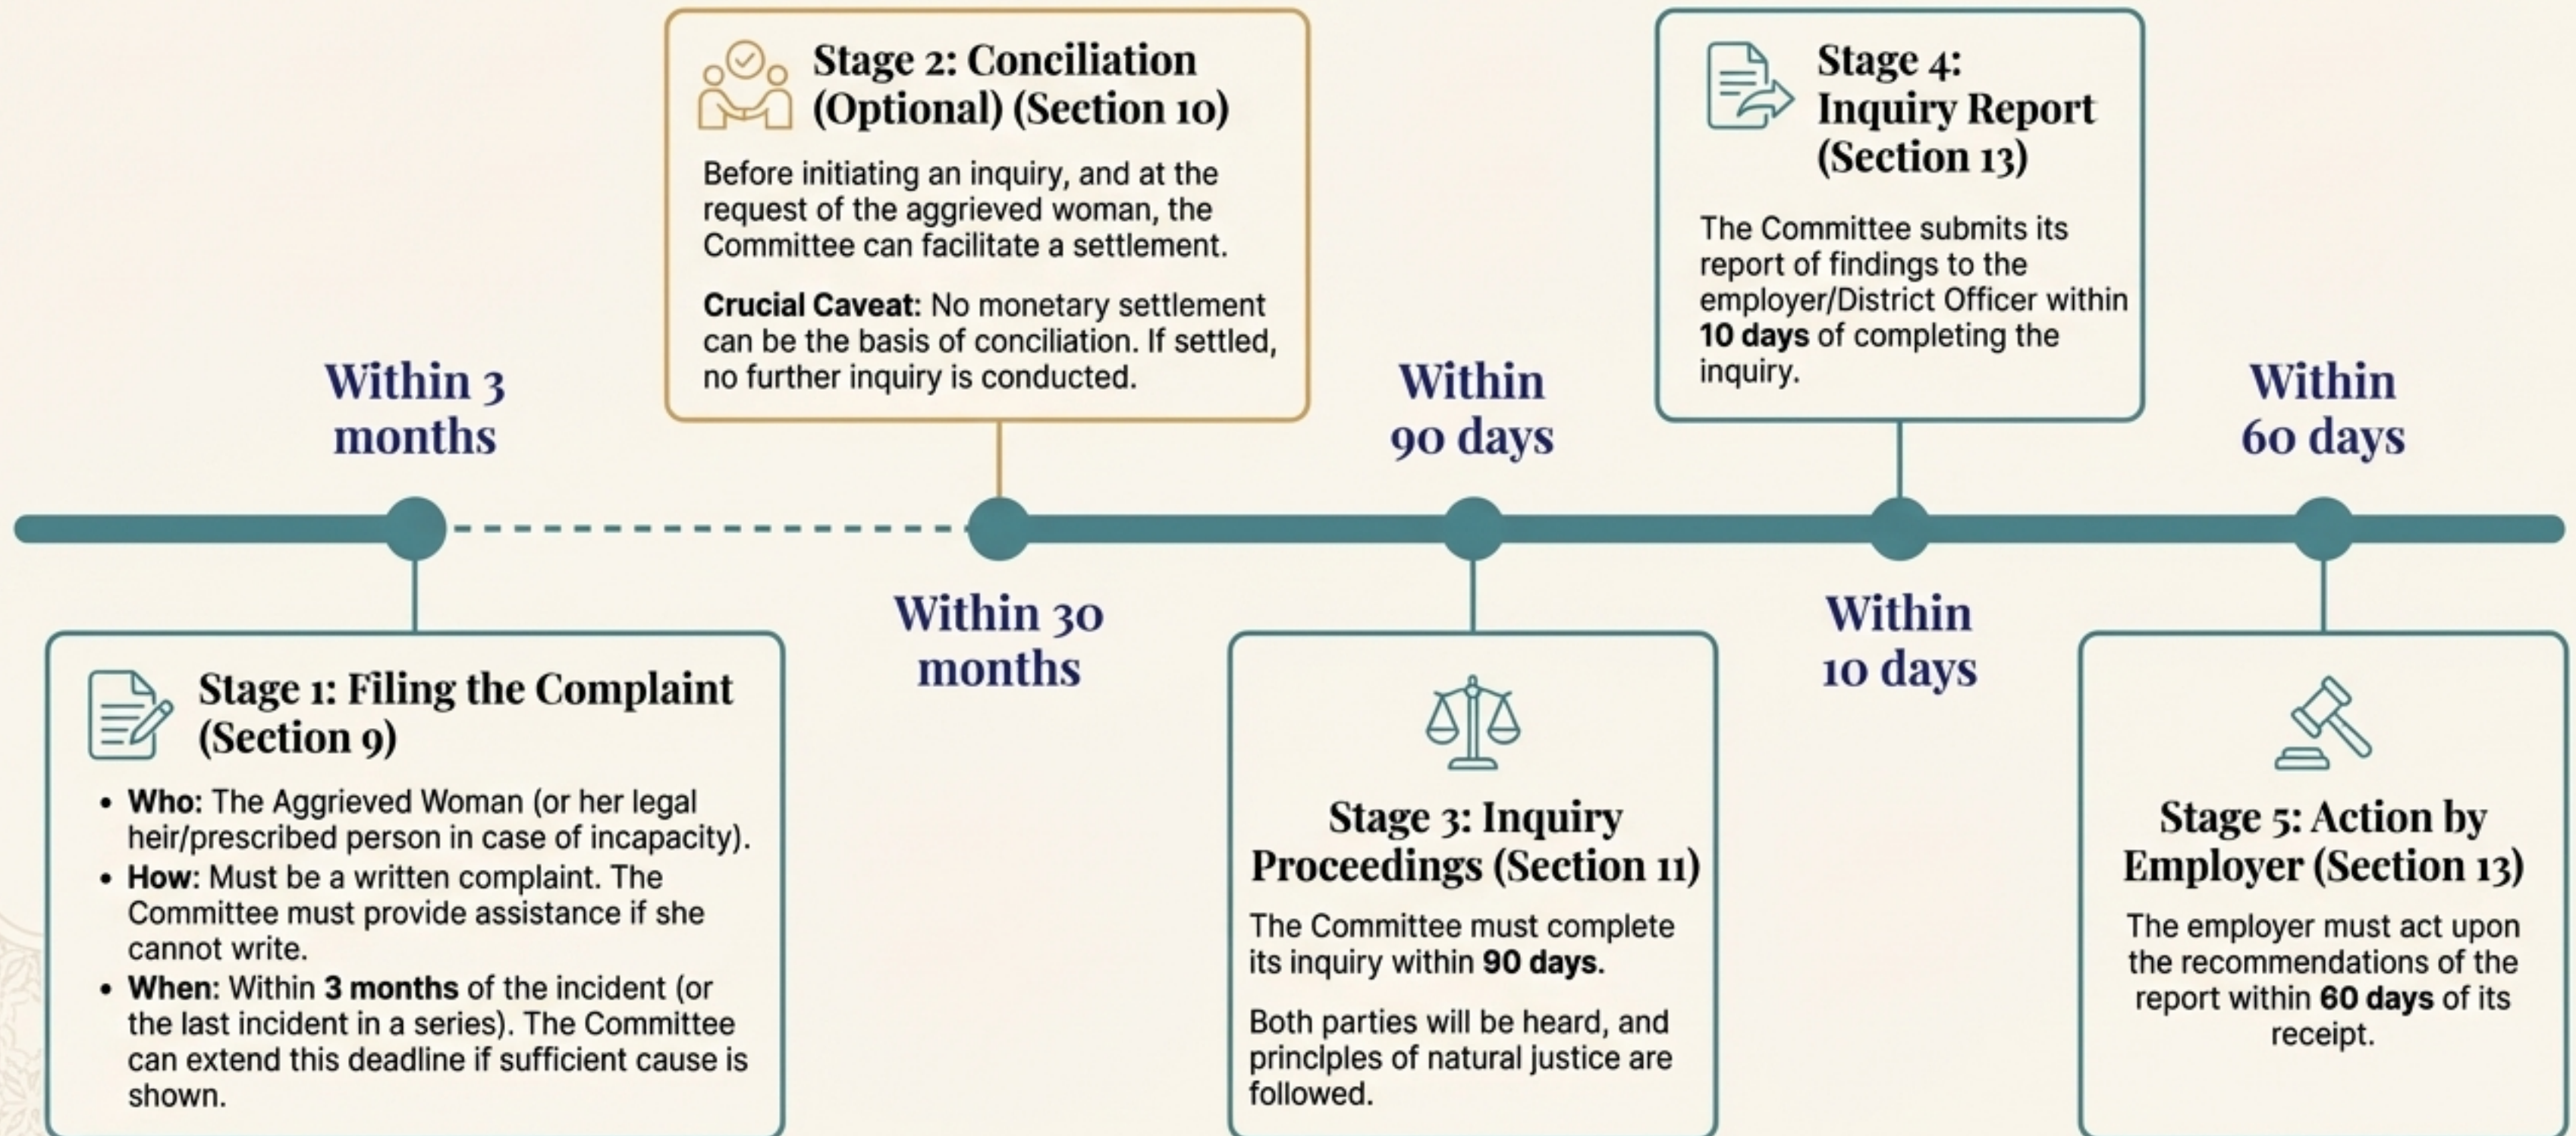 Within 3
months
Stage 1: Filing the Complaint
(Section 9)
• Who: The Aggrieved Woman (or her legal
heir/prescribed person in case of incapacity).
• How: Must be a written complaint. The
Committee must provide assistance if she
cannot write.
• When: Within 3 months of the incident (or
the last incident in a series). The Committee
can extend this deadline if sufficient cause is
shown.
Stage 2: Conciliation
(Optional) (Section 10)
Before initiating an inquiry, and at the
request of the aggrieved woman, the
Committee can facilitate a settlement.
Crucial Caveat: No monetary settlement
can be the basis of conciliation. If settled,
no further inquiry is conducted.
Within 30
months
Within
90 days
Stage 3: Inquiry
Proceedings (Section 11)
The Committee must complete
its inquiry within 90 days.
Both parties will be heard, and
princlples of natural justice are
followed.
Stage 4:
Inquiry Report
(Section 13)
The Committee submits its
report of findings to the
employer/District Officer within
10 days of completing the
inquiry.
Within
10 days
Within
60 days
Stage 5: Action by
Employer (Section 13)
The employer must act upon
the recommendations of the
report within 60 days of its
receipt.